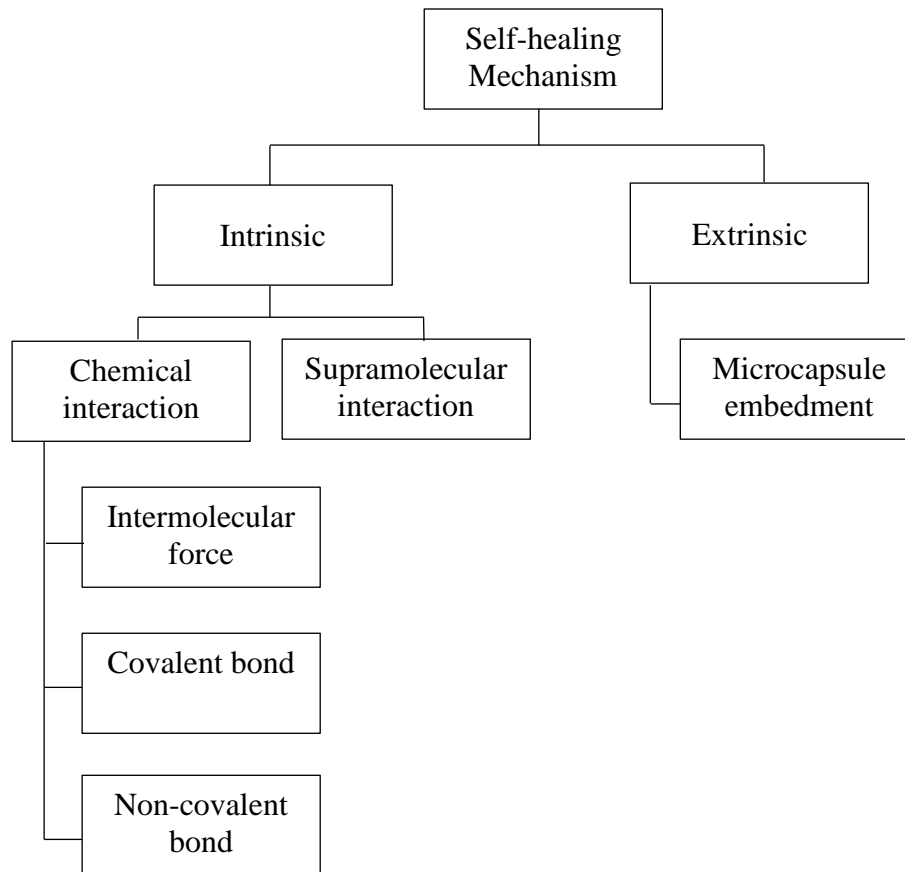 Self-healing
Mechanism
Intrinsic
Extrinsic
Chemical
interaction
Supramolecular
interaction
Microcapsule
embedment
Intermolecular
force
Covalent bond
Non-covalent
bond